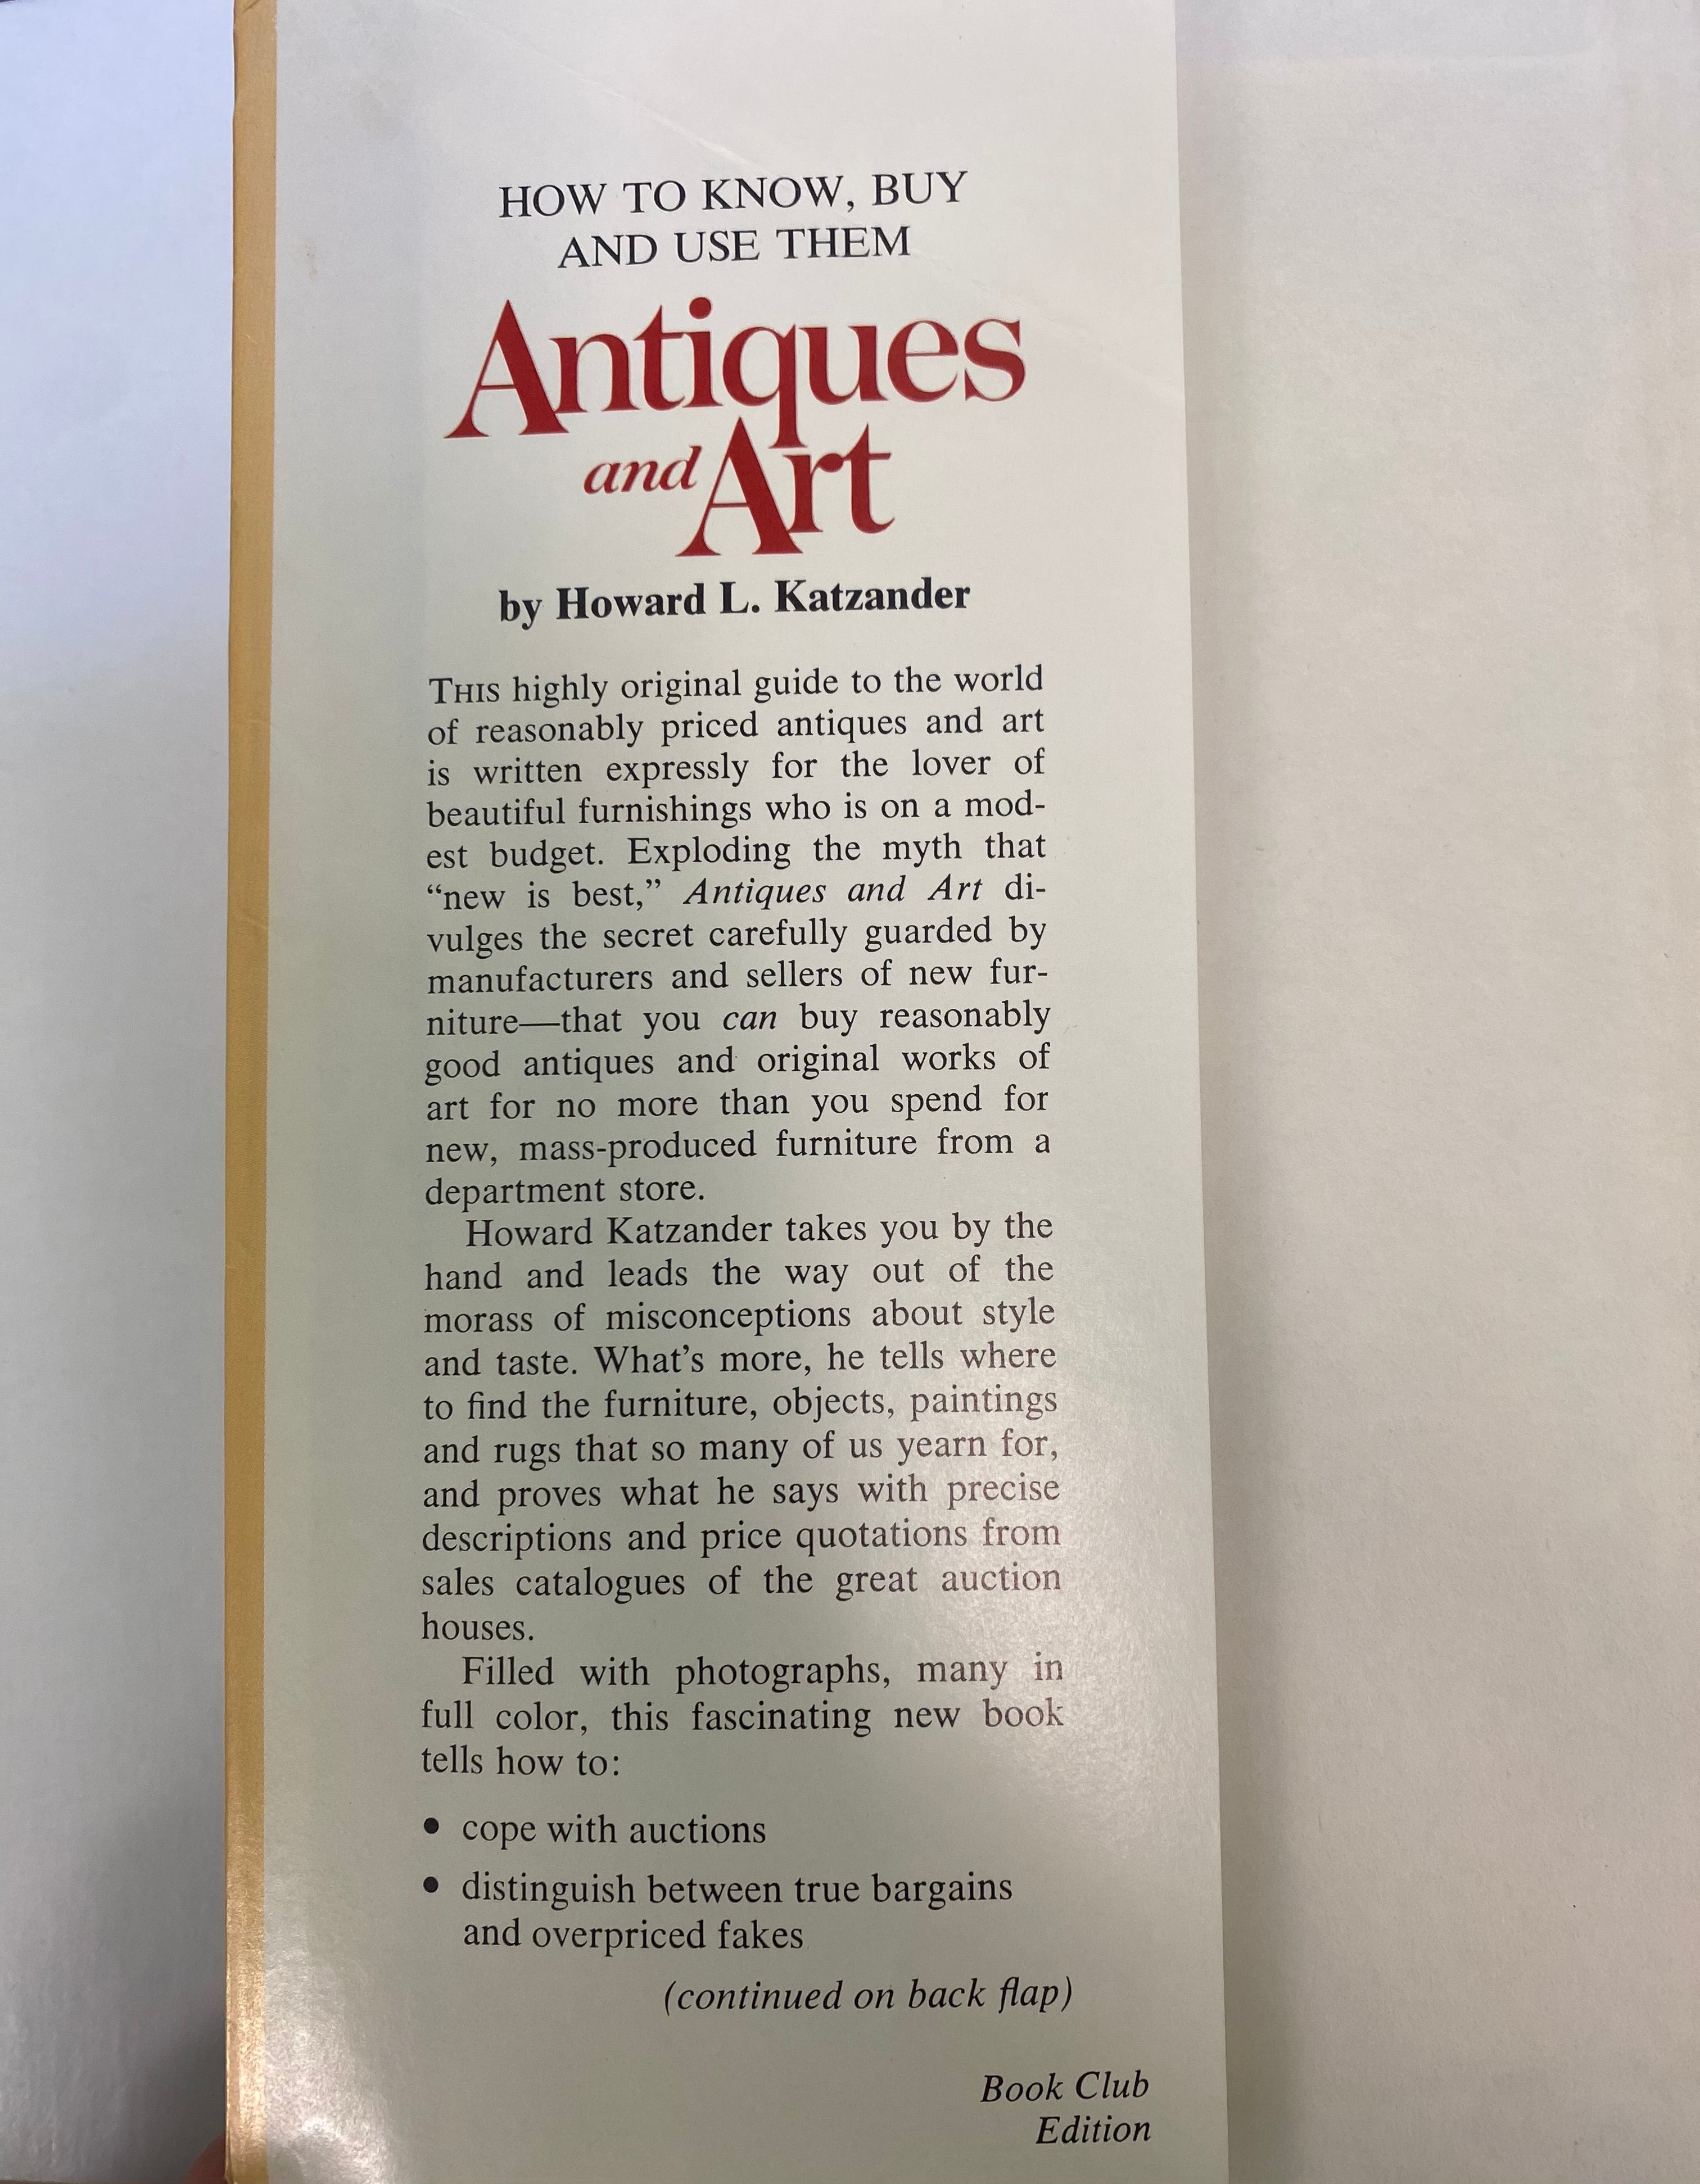 HOW TO KNOW, BUY
AND USE THEM
Antiques
and Art
by Howard L. Katzander
THIS highly original guide to the world
of reasonably priced antiques and art
is written expressly for the lover of
beautiful furnishings who is on a mod-
est budget. Exploding the myth that
“new is best,” Antiques and Art di-
vulges the secret carefully guarded by
manufacturers and sellers of new fur-
niture—that you can buy reasonably
good antiques and original works of
art for no more than you spend for
new, mass-produced furniture from a
department store.
Howard Katzander takes you by the
hand and leads the way out of the
morass of misconceptions about style
and taste. What’s more, he tells where
to find the furniture, objects, paintings
and rugs that so many of us yearn for,
and proves what he says with precise
descriptions and price quotations from
sales catalogues of the great auction
houses.
Filled with photographs, many in
full color, this fascinating new book
tells how to:
• cope with auctions
• distinguish between true bargains
and overpriced fakes
(continued on back flap)
Book Club
Edition